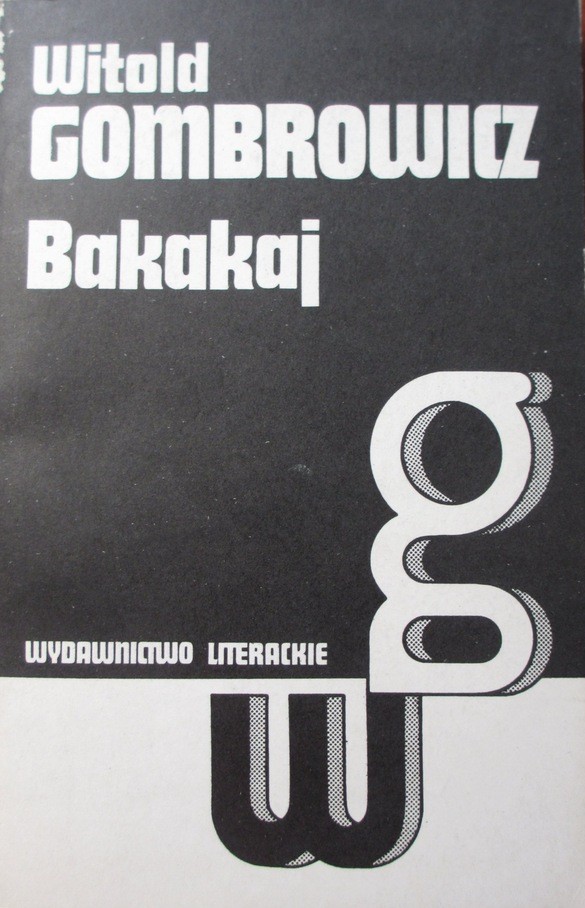 Witold
GOMBROWICZ
Bakakaj
g
WYDAWNICTWO LITERACKIE
w